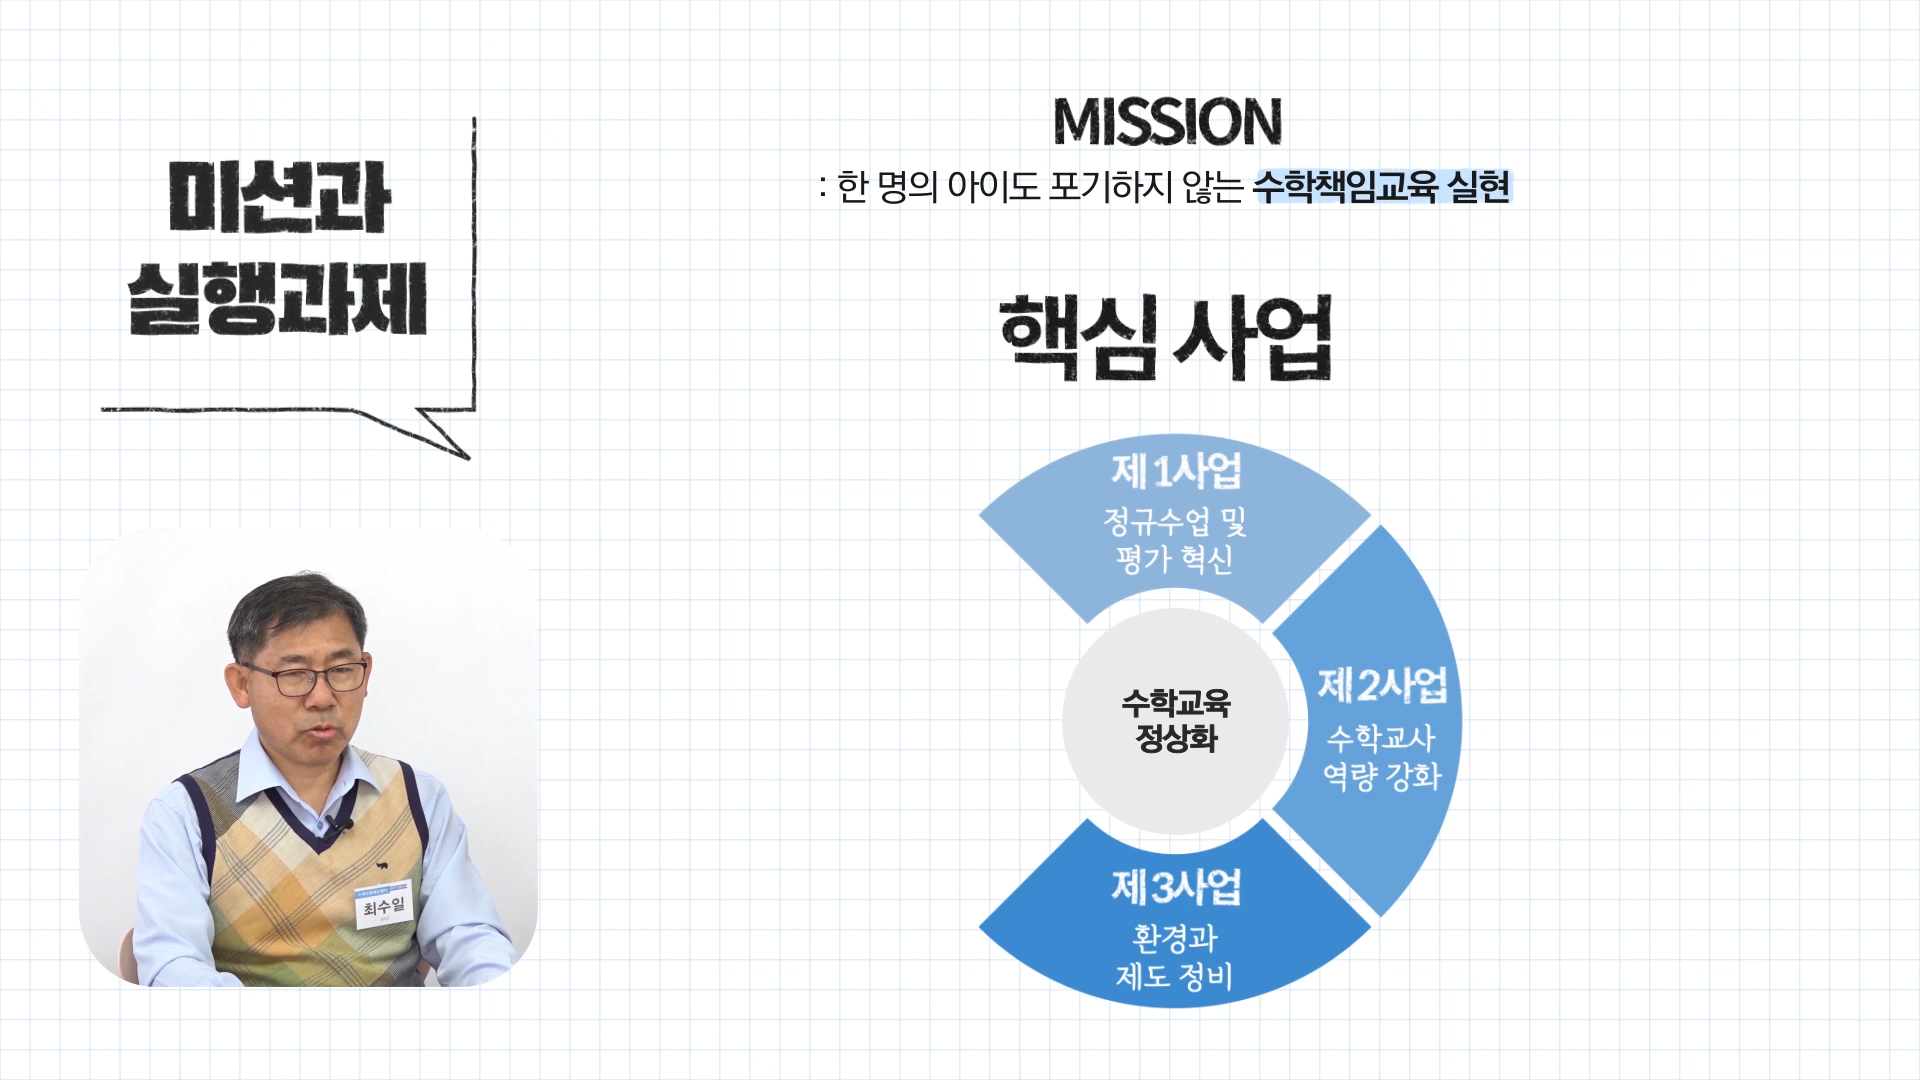 미션과
실행과제
MISSION
: 한 명의 아이도 포기하지 않는 수학책임교육 실현
핵심 사업
제1사업
정규수업 및
평가 혁신
제2사업
수학교사
역량 강화
수학교육
정상화
제3사업
환경과
제도 정비
최수일